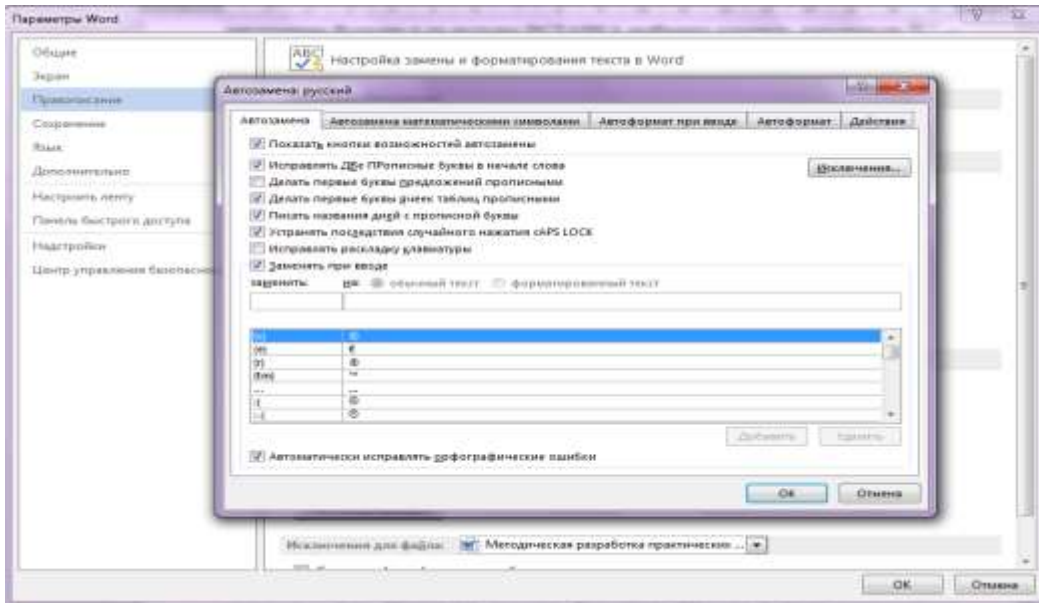 Параметры Word
Общие
Экран
Правописание
Сохранение
Язык
Дополнительно
Настроить ленту
Панель быстрого доступа
Надстройки
Центр управления
ABC
Настройка замены и форматирования текста в Word
Автозамена: русский
Автозамена
Автозамена математическими символами
Автоформат при вводе
Автоформат
Действия
Показать кнопки возможностей автозамены
Исправлять ДВе ПРописные буквы в начале слова
Исключения...
Делать первые буквы предложений прописными
Делать первые буквы ячеек таблиц прописными
Писать названия дней с прописной буквы
Устранять последствия случайного нажатия cAPS LOCK
Исправлять раскладку клавиатуры
Заменять при вводе
заменить:
на:
обычный текст
форматированный текст
(c) ©
(e) €
(r) ®
(tm) ™
... ...
:(
:-(
Добавить
Удалить
Автоматически исправлять орфографические ошибки
ОК
Отмена
Исключения для файла:
Методическая разработка практических ...
ОК
Отмена